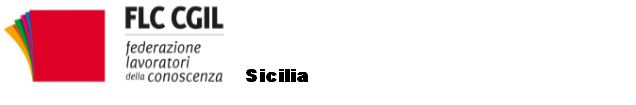 FLC CGIL
federazione
lavoratori
della conoscenza
Sicilia